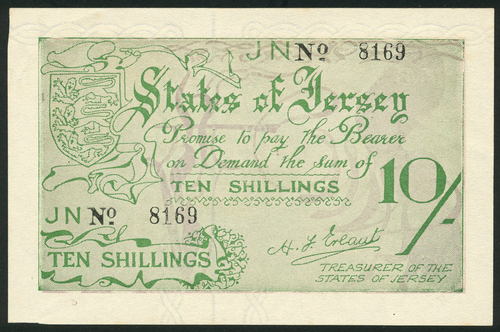 JN No 8169
States of Jersey
Promise to pay the Bearer
on Demand the sum of
TEN SHILLINGS
10/-
JN No 8169
TEN SHILLINGS
H. F. Ereaut
TREASURER OF THE
STATES OF JERSEY